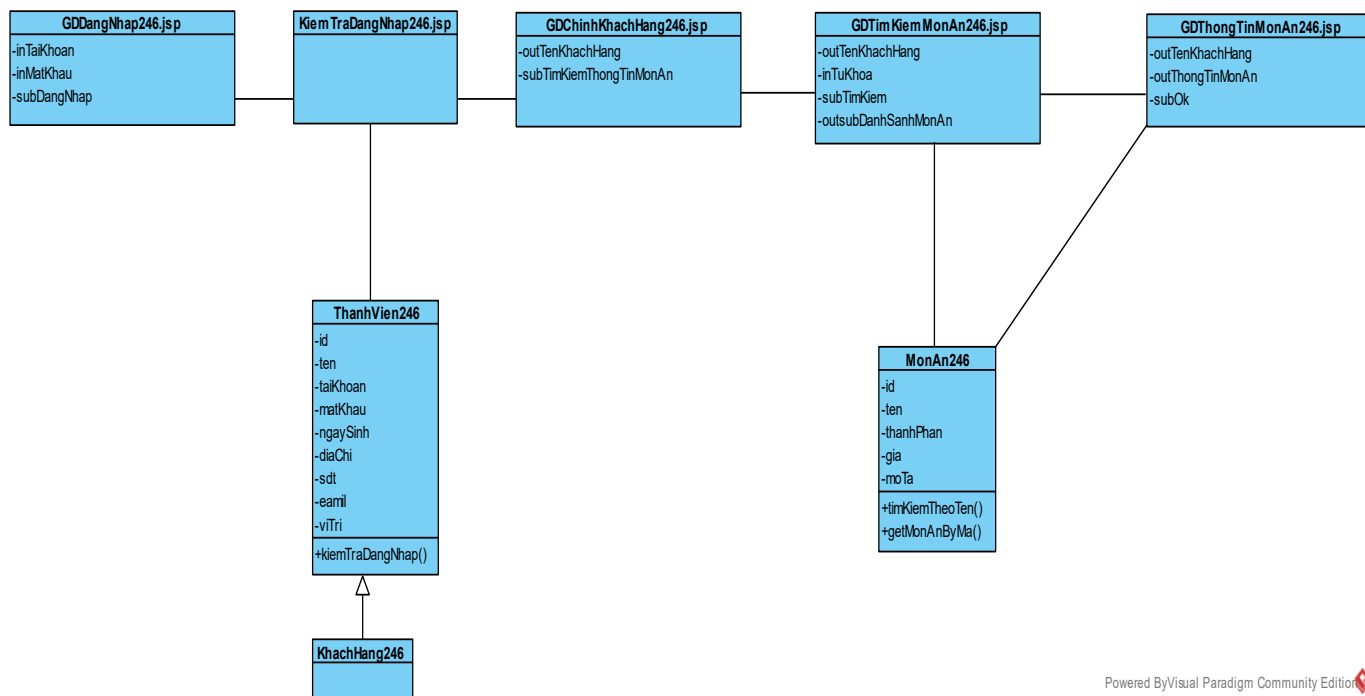 GDDangNhap246.jsp
-inTaiKhoan
-inMatKhau
-subDangNhap
KiemTraDangNhap246.jsp
GDChinhKhachHang246.jsp
-outTenKhachHang
-subTimKiemThongTinMonAn
GDTimKiemMonAn246.jsp
-outTenKhachHang
-inTuKhoa
-subTimKiem
-outsubDanhSanhMonAn
GDThongTinMonAn246.jsp
-outTenKhachHang
-outThongTinMonAn
-subOk
ThanhVien246
-id
-ten
-taiKhoan
-matKhau
-ngaySinh
-diaChi
-sdt
-eamil
-viTri
+kiemTraDangNhap()
MonAn246
-id
-ten
-thanhPhan
-gia
-moTa
+timKiemTheoTen()
+getMonAnByMa()
KhachHang246
Powered ByVisual Paradigm Community Edition